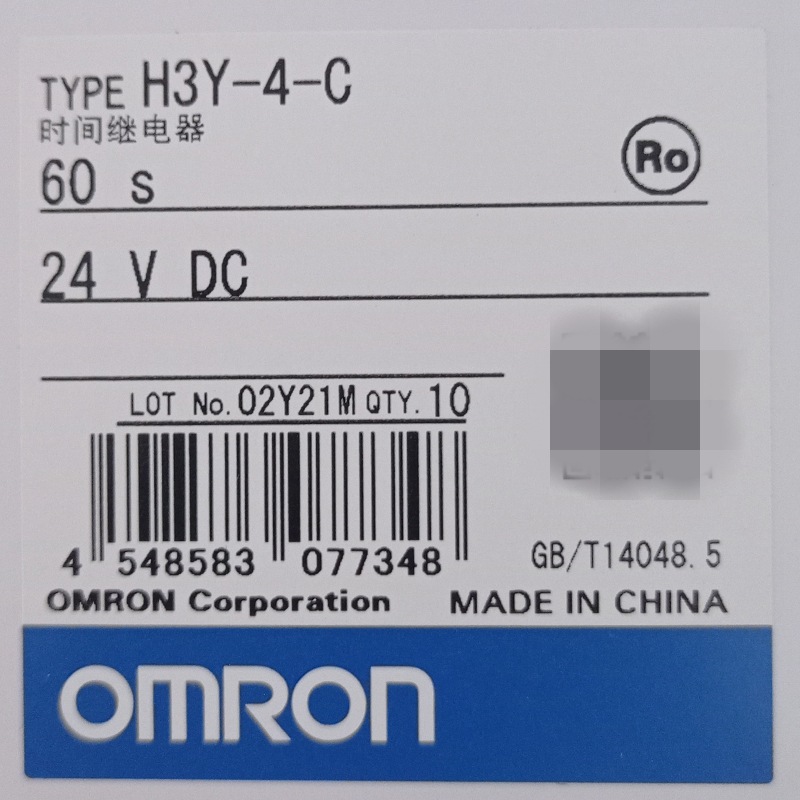 TYPE H3Y-4-C
时间继电器
Ro
60 s
24 V DC
LOT No. 02Y21M QTY. 10
4 548583 077348
GB/T14048.5
OMRON Corporation MADE IN CHINA
OMRON